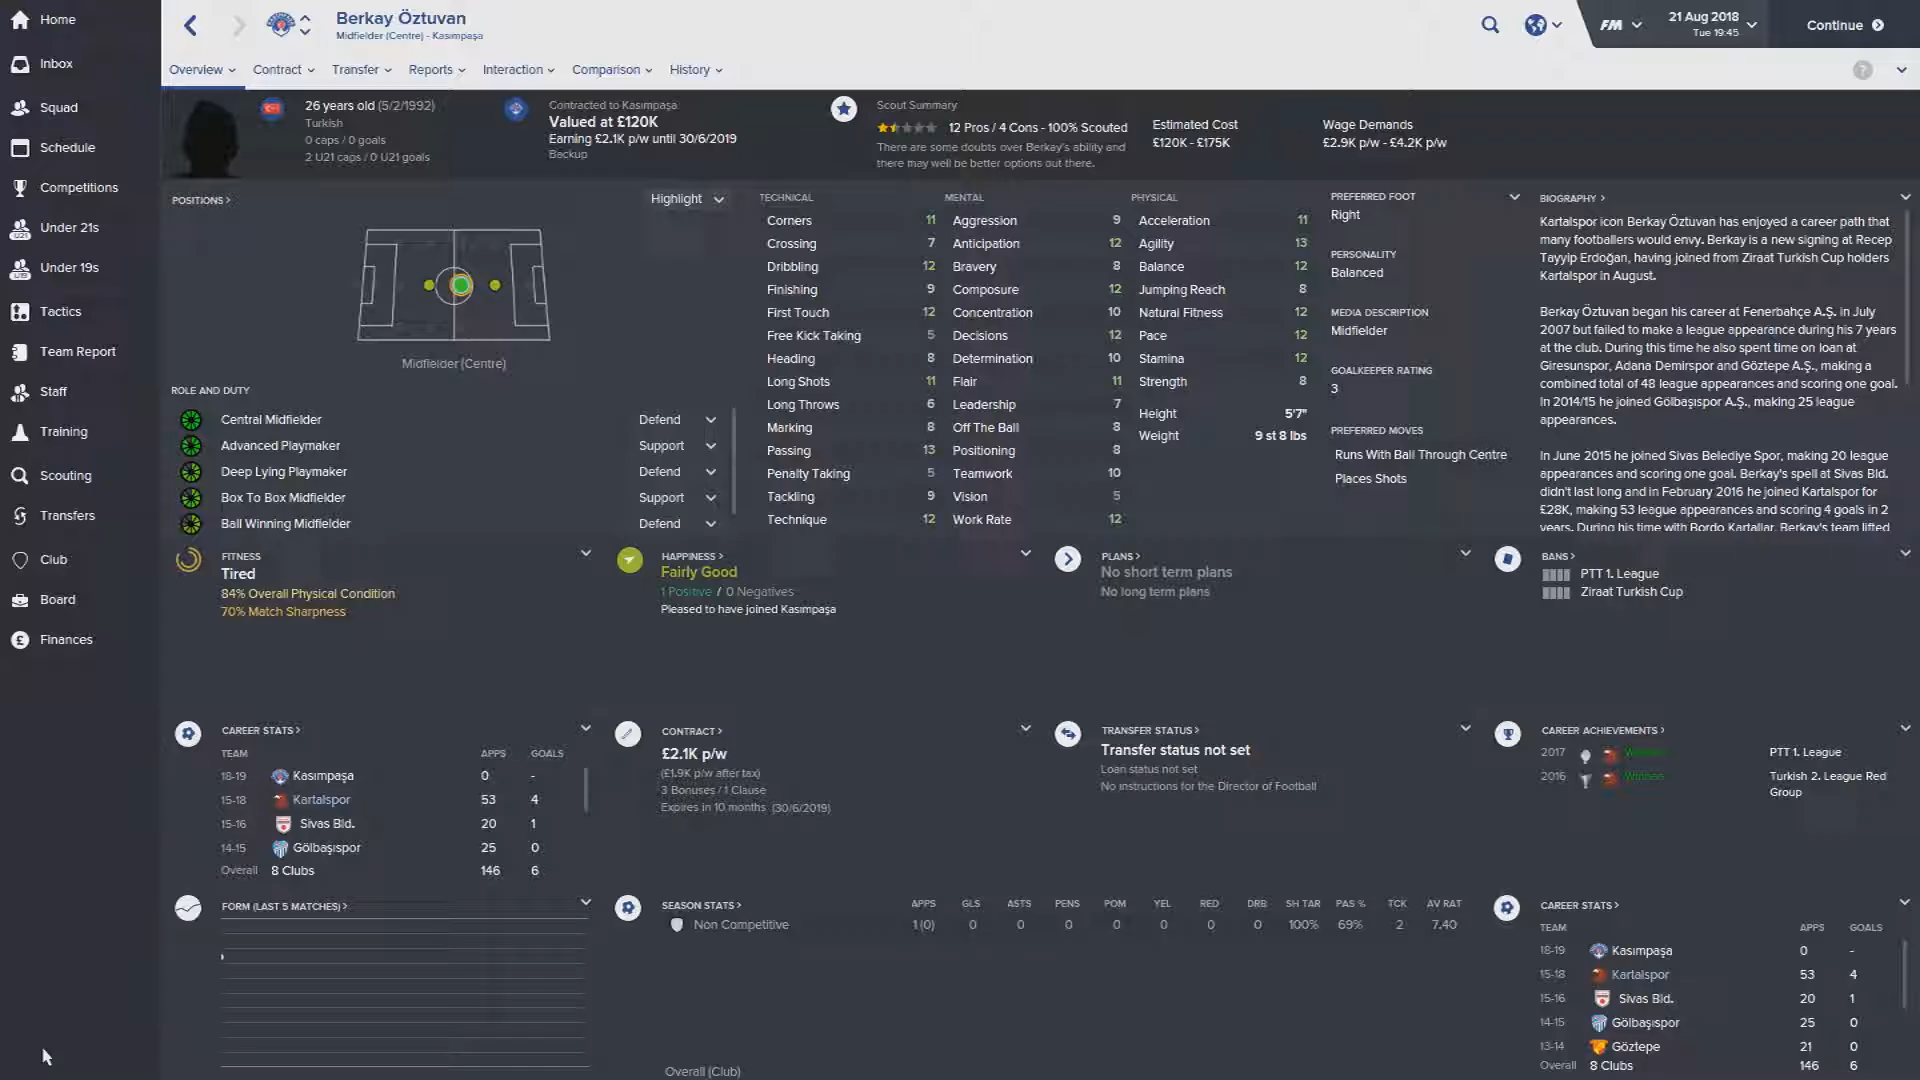 Home
Inbox
Squad
Schedule
Competitions
Under 21s
Under 19s
Tactics
Team Report
Staff
Training
Scouting
Transfers
Club
Board
Finances
Berkay Öztuvan
Midfielder (Centre) - Kasımpaşa
FM
21 Aug 2018
Tue 19:45
Continue
Overview Contract Transfer Reports Interaction Comparison History
26 years old (5/2/1992)
Turkish
0 caps / 0 goals
2 U21 caps / 0 U21 goals
Contracted to Kasımpaşa
Valued at £120K
Earning £2.1K p/w until 30/6/2019
Backup
Scout Summary
12 Pros / 4 Cons - 100% Scouted
There are some doubts over Berkay's ability and
there may well be better options out there.
Estimated Cost
£120K - £175K
Wage Demands
£2.9K p/w - £4.2K p/w
POSITIONS >
Highlight
Midfielder (Centre)
ROLE AND DUTY
Central Midfielder Defend
Advanced Playmaker Support
Deep Lying Playmaker Defend
Box To Box Midfielder Support
Ball Winning Midfielder Defend
TECHNICAL
Corners 11
Crossing 7
Dribbling 12
Finishing 9
First Touch 12
Free Kick Taking 5
Heading 8
Long Shots 11
Long Throws 6
Marking 8
Passing 13
Penalty Taking 5
Tackling 9
Technique 12
MENTAL
Aggression 9
Anticipation 12
Bravery 8
Composure 12
Concentration 10
Decisions 12
Determination 10
Flair 11
Leadership 7
Off The Ball 8
Positioning 8
Teamwork 10
Vision 5
Work Rate 12
PHYSICAL
Acceleration 11
Agility 13
Balance 12
Jumping Reach 8
Natural Fitness 12
Pace 12
Stamina 12
Strength 8
Height 5'7"
Weight 9 st 8 lbs
PREFERRED FOOT
Right
PERSONALITY
Balanced
MEDIA DESCRIPTION
Midfielder
GOALKEEPER RATING
3
PREFERRED MOVES
Runs With Ball Through Centre
Places Shots
BIOGRAPHY >
Kartalspor icon Berkay Öztuvan has enjoyed a career path that
many footballers would envy. Berkay is a new signing at Recep
Tayyip Erdoğan, having joined from Ziraat Turkish Cup holders
Kartalspor in August.
Berkay Öztuvan began his career at Fenerbahçe A.Ş. in July
2007 but failed to make a league appearance during his 7 years
at the club. During this time he also spent time on loan at
Giresunspor, Adana Demirspor and Göztepe A.Ş., making a
combined total of 48 league appearances and scoring one goal.
In 2014/15 he joined Gölbaşıspor A.Ş., making 25 league
appearances.
In June 2015 he joined Sivas Belediye Spor, making 20 league
appearances and scoring one goal. Berkay's spell at Sivas Bld.
didn't last long and in February 2016 he joined Kartalspor for
£28K, making 53 league appearances and scoring 4 goals in 2
years. During his time with Bordo Kartallar, Berkay's team lifted
FITNESS
Tired
84% Overall Physical Condition
70% Match Sharpness
HAPPINESS >
Fairly Good
1 Positive / 0 Negatives
Pleased to have joined Kasımpaşa
PLANS >
No short term plans
No long term plans
BANS >
PTT 1. League
Ziraat Turkish Cup
CAREER STATS >
TEAM APPS GOALS
18-19 Kasımpaşa 0 -
15-18 Kartalspor 53 4
15-16 Sivas Bld. 20 1
14-15 Gölbaşıspor 25 0
Overall 8 Clubs 146 6
CONTRACT >
£2.1K p/w
(£1.9K p/w after tax)
3 Bonuses / 1 Clause
Expires in 10 months (30/6/2019)
TRANSFER STATUS >
Transfer status not set
Loan status not set
No instructions for the Director of Football
CAREER ACHIEVEMENTS >
2017 Winner PTT 1. League
2016 Winner Turkish 2. League Red
Group
FORM (LAST 5 MATCHES) >
SEASON STATS > APPS GLS ASTS PENS POM YEL RED DRB SH TAR PAS % TCK AV RAT
Non Competitive 1 (0) 0 0 0 0 0 0 0 100% 69% 2 7.40
Overall (Club)
CAREER STATS >
TEAM APPS GOALS
18-19 Kasımpaşa 0 -
15-18 Kartalspor 53 4
15-16 Sivas Bld. 20 1
14-15 Gölbaşıspor 25 0
13-14 Göztepe 21 0
Overall 8 Clubs 146 6